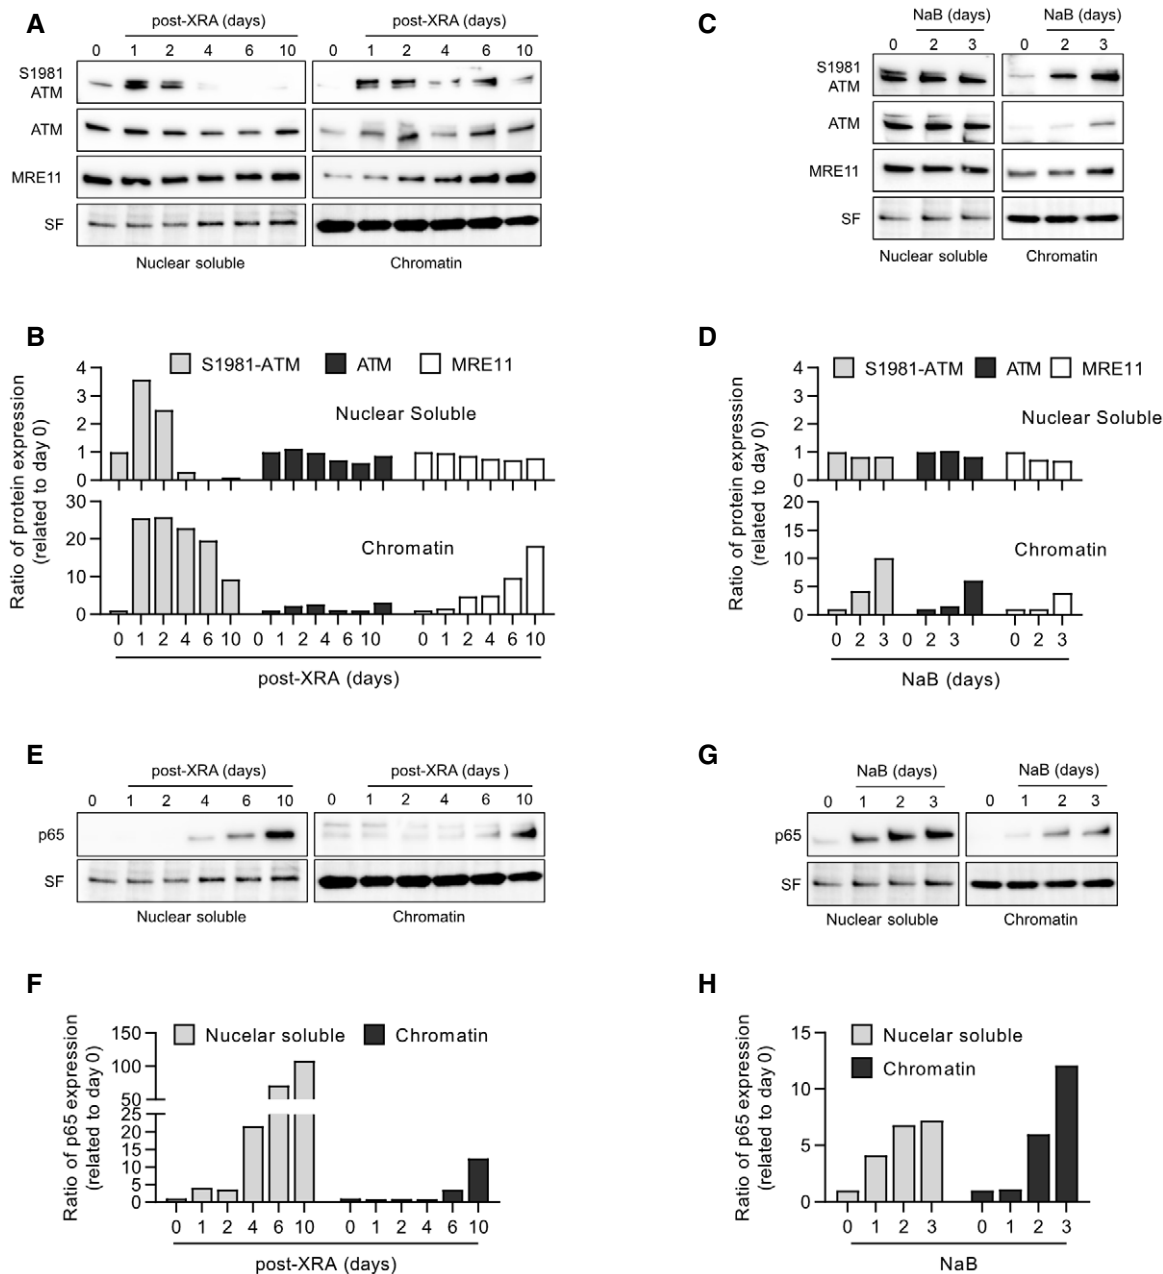 A
post-XRA (days)
0 1 2 4 6 10
post-XRA (days)
0 1 2 4 6 10
S1981
ATM
ATM
MRE11
SF
Nuclear soluble
Chromatin
C
NaB (days)
0 2 3
NaB (days)
0 2 3
S1981
ATM
ATM
MRE11
SF
Nuclear soluble
Chromatin
B
Ratio of protein expression
(related to day 0)
S1981-ATM ATM MRE11
Nuclear Soluble
4
3
2
1
0
Chromatin
30
20
10
0
0 1 2 4 6 10 0 1 2 4 6 10 0 1 2 4 6 10
post-XRA (days)
D
Ratio of protein expression
(related to day 0)
S1981-ATM ATM MRE11
Nuclear Soluble
4
3
2
1
0
Chromatin
20
15
10
5
0
0 2 3 0 2 3 0 2 3
NaB (days)
E
post-XRA (days)
0 1 2 4 6 10
post-XRA (days )
0 1 2 4 6 10
p65
SF
Nuclear soluble
Chromatin
G
NaB (days)
0 1 2 3
NaB (days)
0 1 2 3
p65
SF
Nuclear soluble
Chromatin
F
Ratio of p65 expression
(related to day 0)
Nucelar soluble Chromatin
150
100
50
25
20
15
10
5
0
0 1 2 4 6 10 0 1 2 4 6 10
post-XRA (days)
H
Ratio of p65 expression
(related to day 0)
Nucelar soluble
Chromatin
15
10
5
0
0 1 2 3 0 1 2 3
NaB